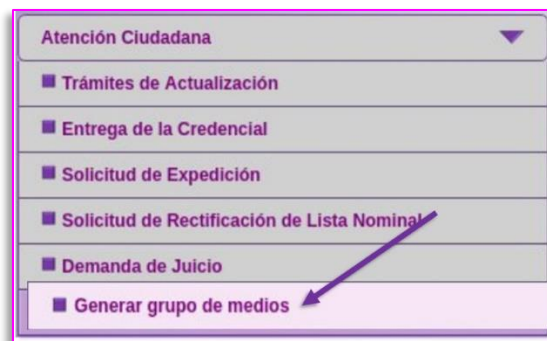 Atención Ciudadana
Trámites de Actualización
Entrega de la Credencial
Solicitud de Expedición
Solicitud de Rectificación de Lista Nominal
Demanda de Juicio
Generar grupo de medios